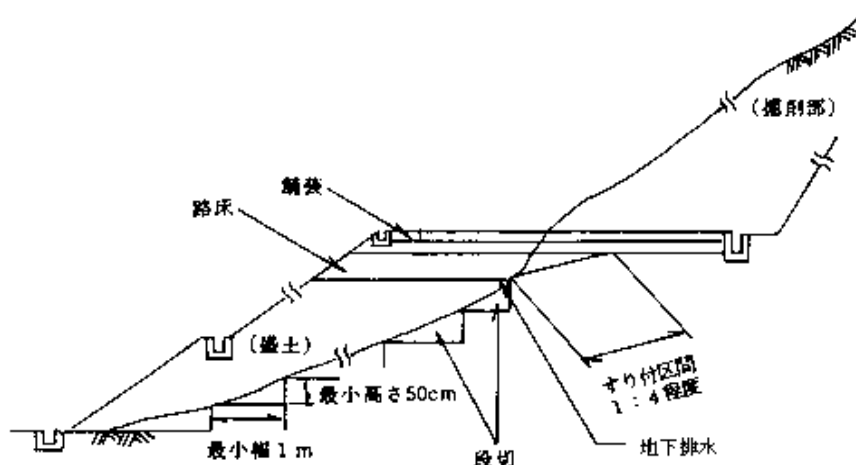 (掘削部)
舗装
路床
(盛土)
すり付区間
1:4程度
最小高さ50cm
最小幅1m
段切
地下排水